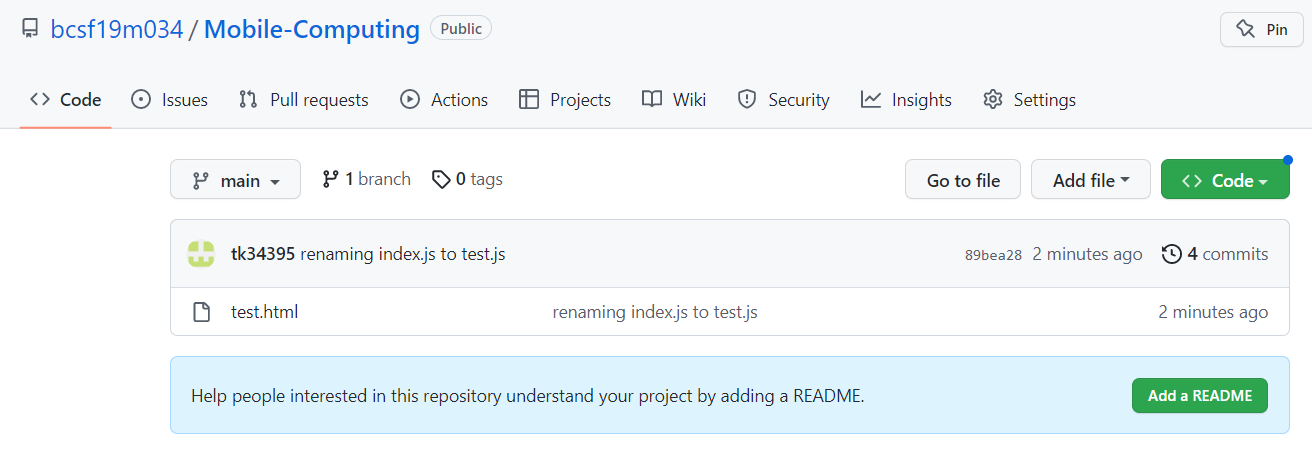 bcsf19m034 / Mobile-Computing Public Pin
Code Issues Pull requests Actions Projects Wiki Security Insights Settings
main 1 branch 0 tags Go to file Add file Code
tk34395 renaming index.js to test.js 89bea28 2 minutes ago 4 commits
test.html renaming index.js to test.js 2 minutes ago
Help people interested in this repository understand your project by adding a README. Add a README